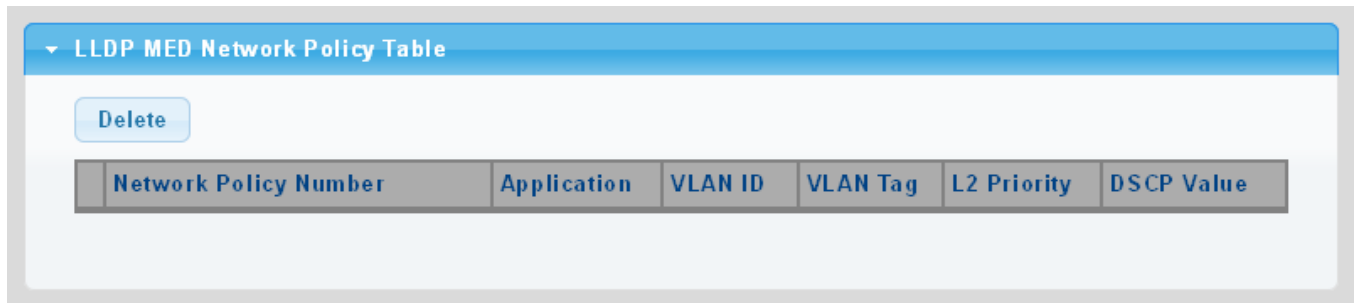 LLDP MED Network Policy Table
Delete
Network Policy Number Application VLAN ID VLAN Tag L2 Priority DSCP Value